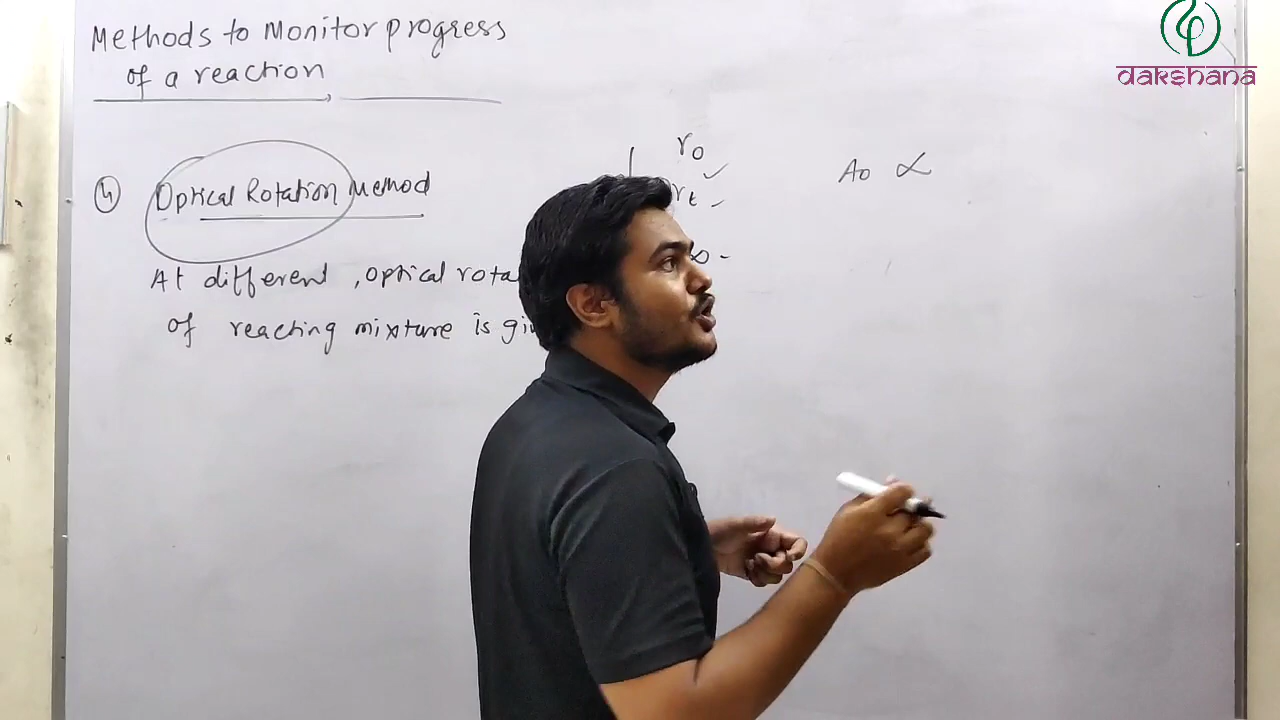 Methods to Monitor progress
of a reaction
dakshana
4 Optical Rotation Method
At different , optical rota
of reacting mixture is gi
r0
rt
∞
A0 ∝